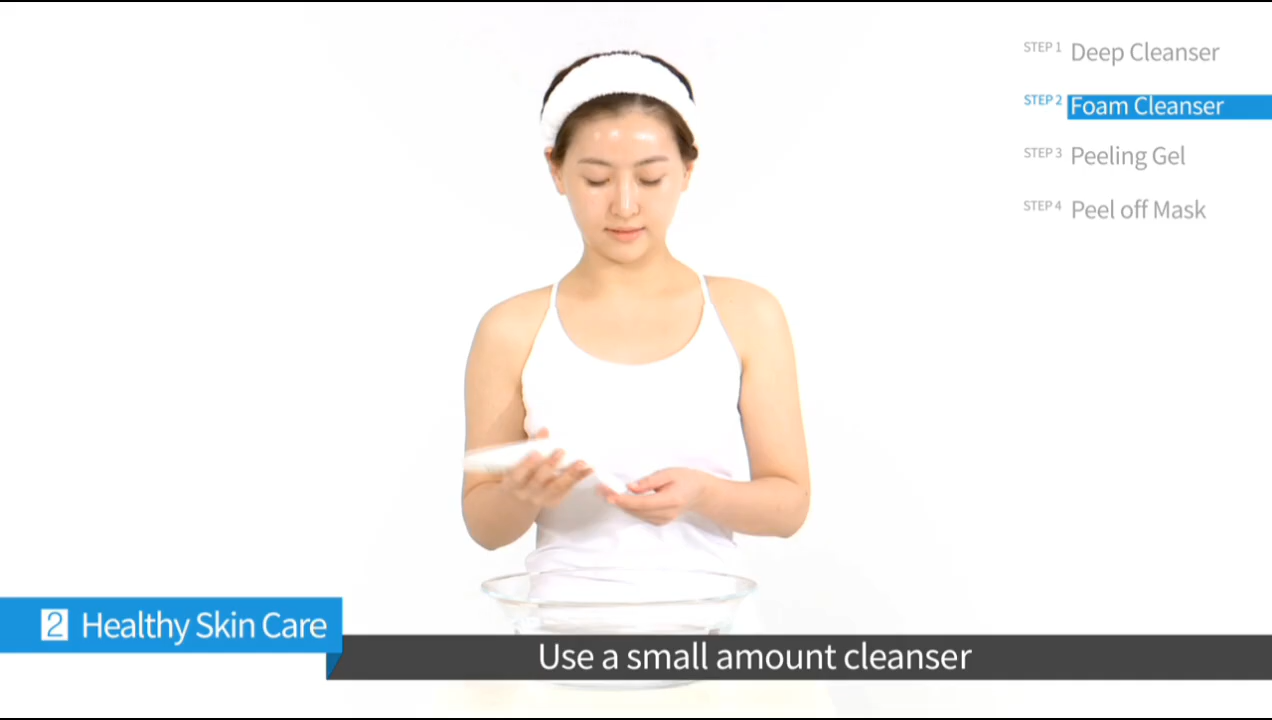 STEP 1 Deep Cleanser
STEP 2 Foam Cleanser
STEP 3 Peeling Gel
STEP 4 Peel off Mask
2 Healthy Skin Care
Use a small amount cleanser